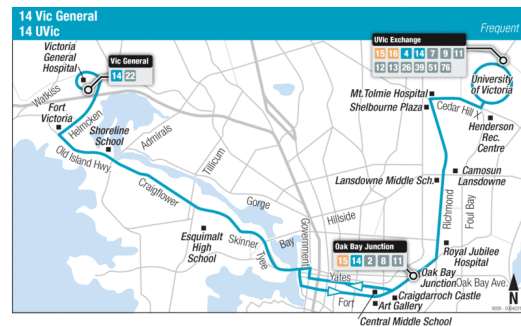 14 Vic General
14 UVic
Frequent
Victoria
General
Hospital
Vic General
14 22
UVic Exchange
15 16 4 14 7 9 11
12 13 26 39 51 76
University
of Victoria
Watkiss
Fort
Victoria
Helmcken
Shoreline
School
Admirals
Old Island Hwy.
Craigflower
Tillicum
Mt.Tolmie Hospital
Shelbourne Plaza
Cedar Hill X
Henderson
Rec.
Centre
Camosun
Lansdowne
Lansdowne Middle Sch.
Richmond
Foul Bay
Gorge
Hillside
Esquimalt
High
School
Skinner
Tyee
Bay
Government
Oak Bay Junction
15 14 2 8 11
Royal Jubilee
Hospital
Yates
Fort
Oak Bay
Junction
Oak Bay Ave.
Craigdarroch Castle
Art Gallery
Central Middle School
N